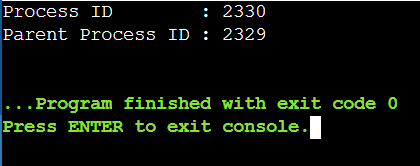 Process ID        : 2330
Parent Process ID : 2329
...Program finished with exit code 0
Press ENTER to exit console.